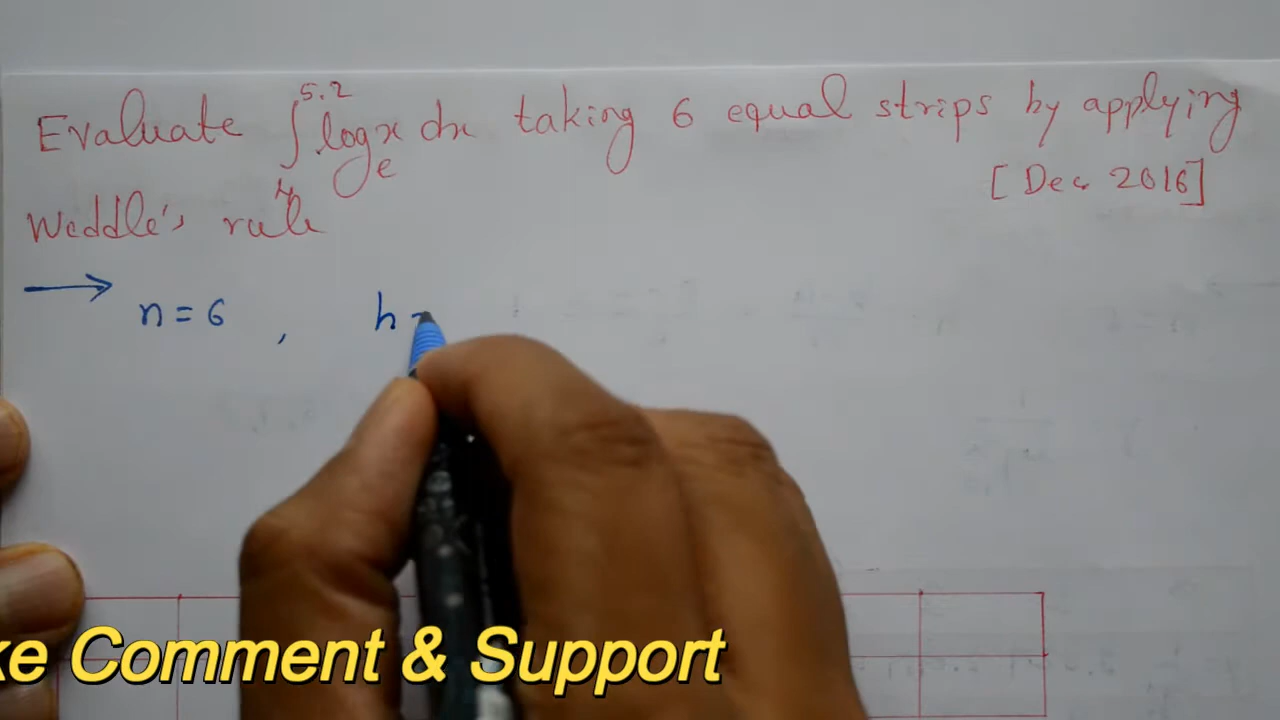 Evaluate ∫₄^5.2 logₑx dx taking 6 equal strips by applying
Weddle's rule
[Dec 2016]
→ n = 6 , h =
ke Comment & Support